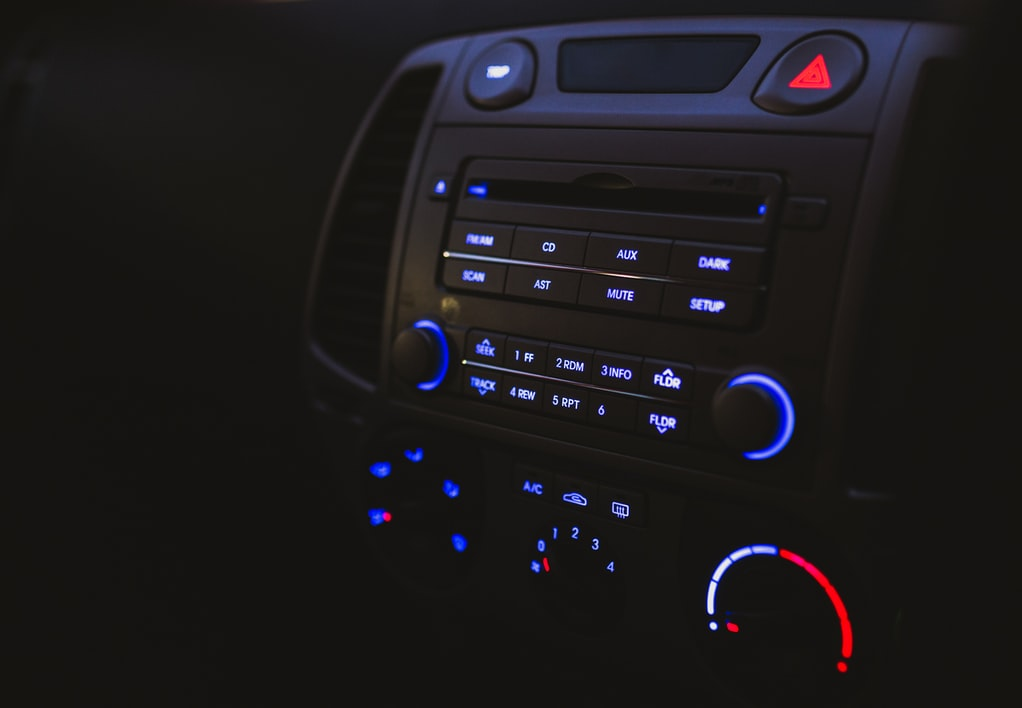 TRIP
FM/AM CD AUX DARK
SCAN AST MUTE SETUP
SEEK 1 FF 2 RDM 3 INFO FLDR
TRACK 4 REW 5 RPT 6 FLDR
A/C
0 1 2 3 4